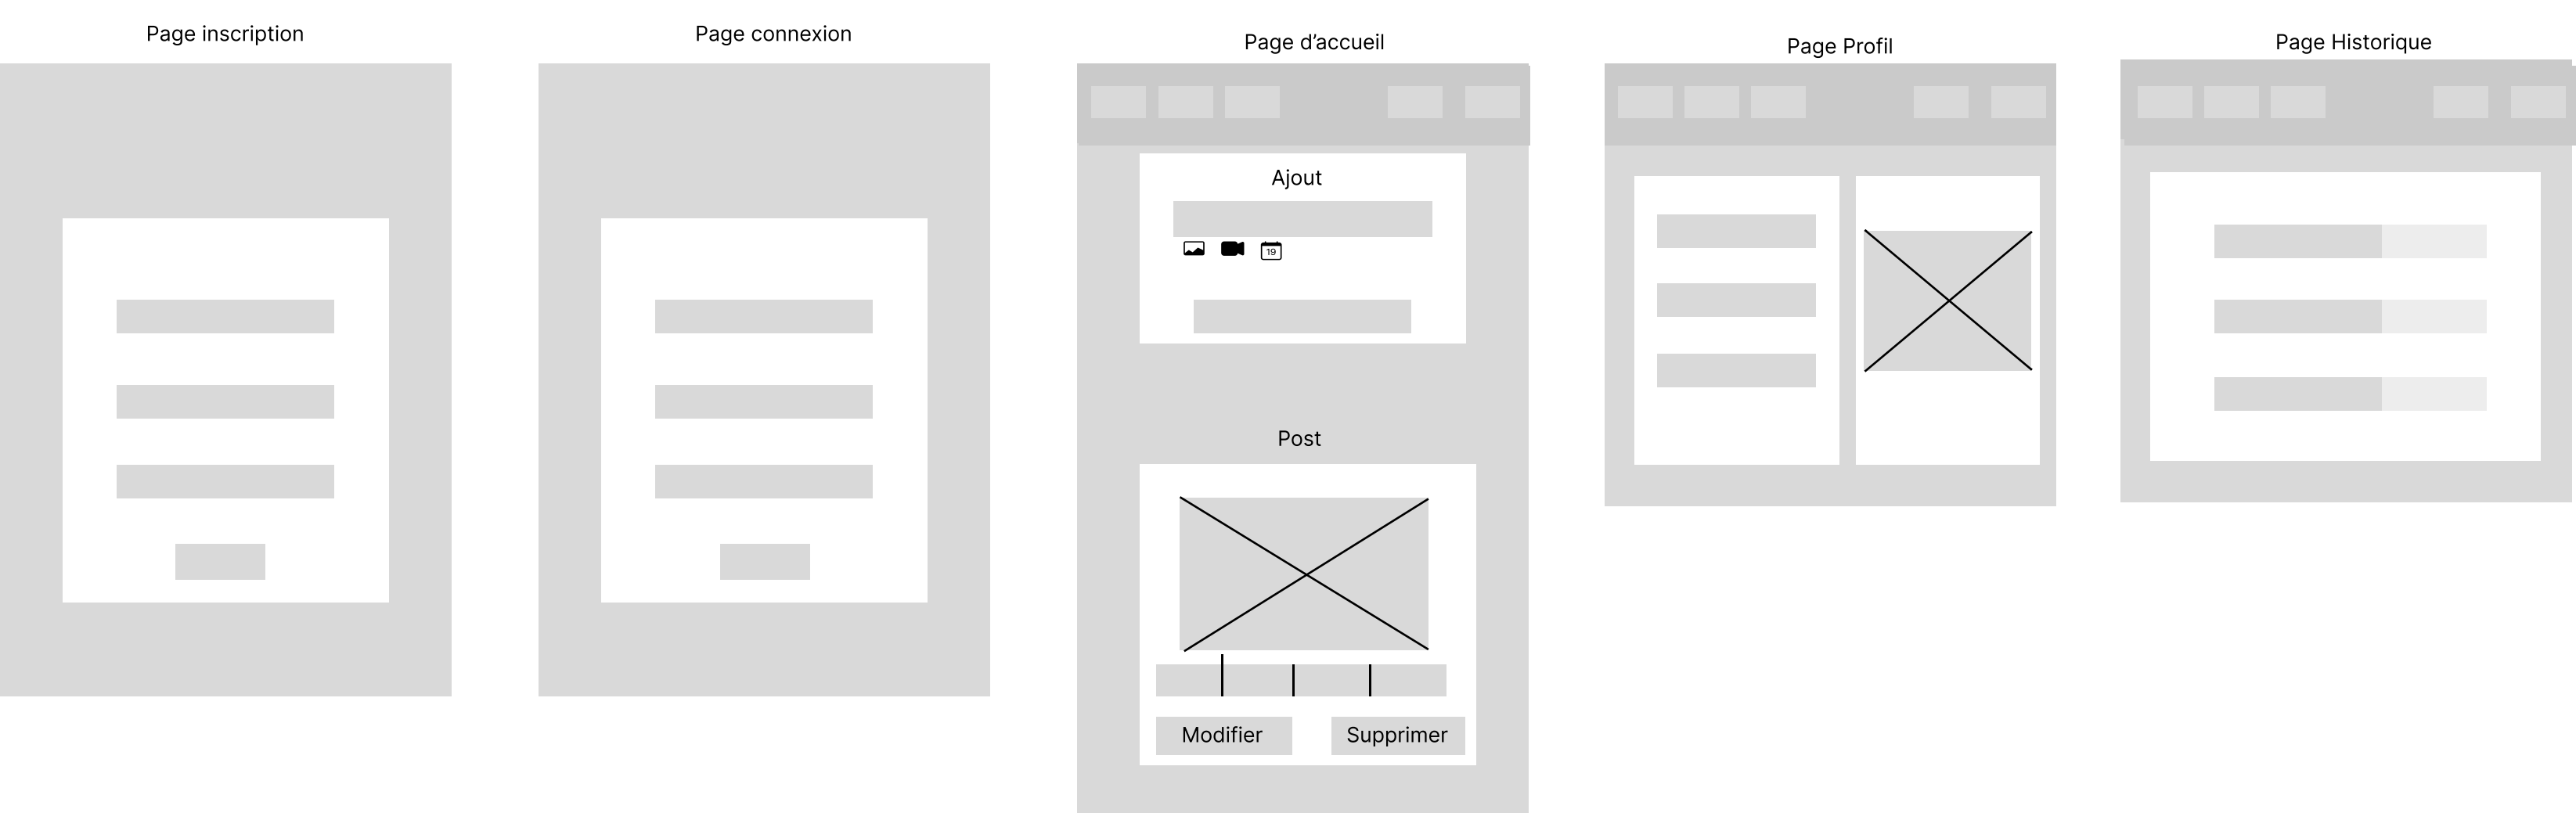 Page inscription
Page connexion
Page d’accueil
Page Profil
Page Historique
Ajout
19
Post
Modifier
Supprimer